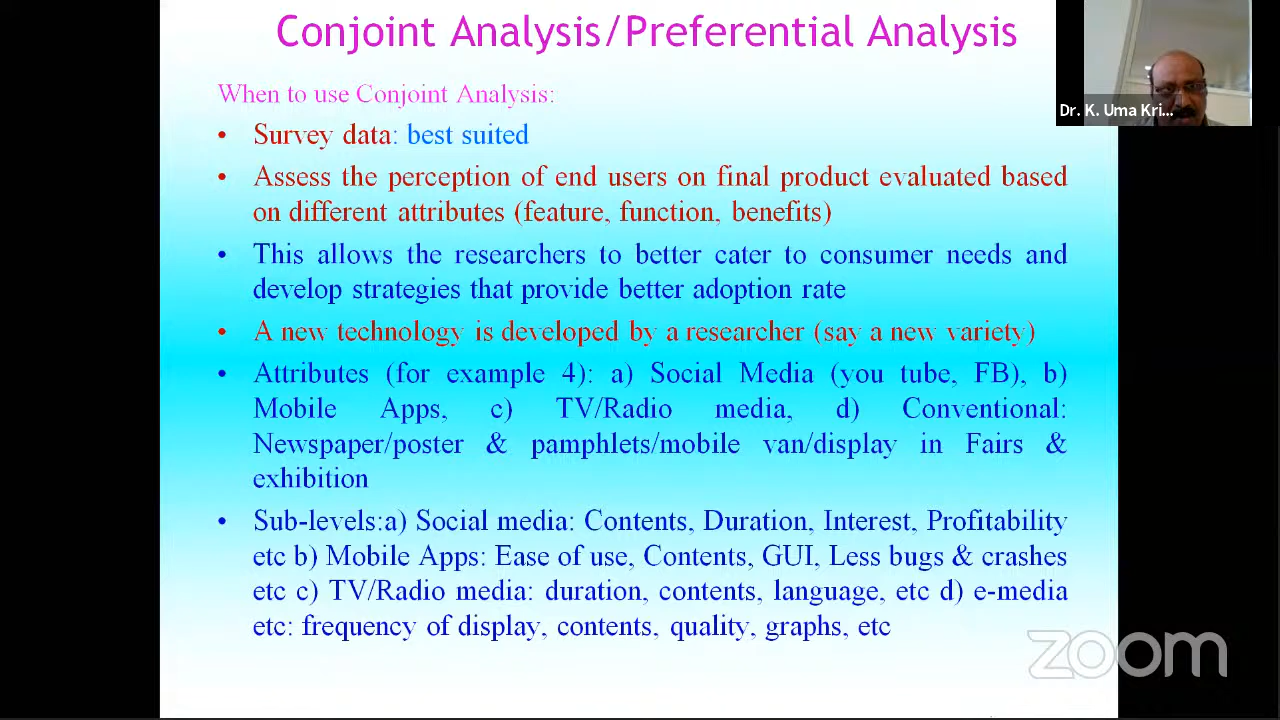 Conjoint Analysis/Preferential Analysis
Dr. K. Uma Kri...
When to use Conjoint Analysis:
• Survey data: best suited
• Assess the perception of end users on final product evaluated based
on different attributes (feature, function, benefits)
• This allows the researchers to better cater to consumer needs and
develop strategies that provide better adoption rate
• A new technology is developed by a researcher (say a new variety)
• Attributes (for example 4): a) Social Media (you tube, FB), b)
Mobile Apps, c) TV/Radio media, d) Conventional:
Newspaper/poster & pamphlets/mobile van/display in Fairs &
exhibition
• Sub-levels:a) Social media: Contents, Duration, Interest, Profitability
etc b) Mobile Apps: Ease of use, Contents, GUI, Less bugs & crashes
etc c) TV/Radio media: duration, contents, language, etc d) e-media
etc: frequency of display, contents, quality, graphs, etc
zoom